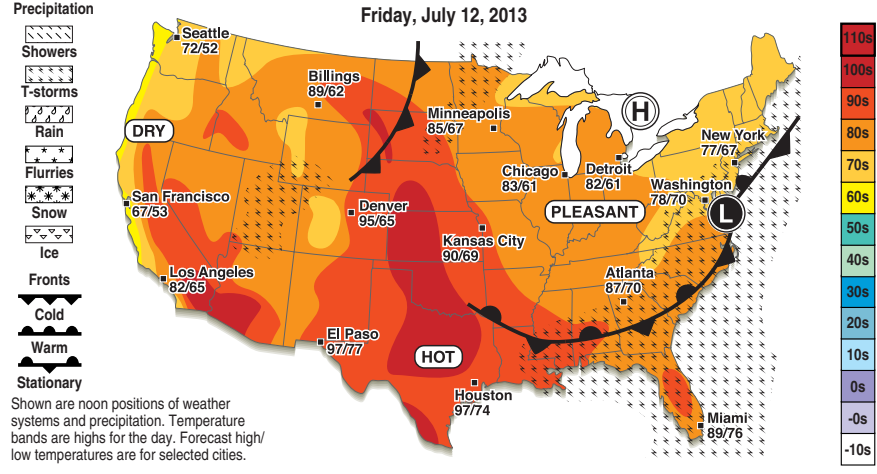 Precipitation
Showers
T-storms
Rain
Flurries
Snow
Ice
Fronts
Cold
Warm
Stationary
Shown are noon positions of weather
systems and precipitation. Temperature
bands are highs for the day. Forecast high/
low temperatures are for selected cities.
Friday, July 12, 2013
Seattle
72/52
Billings
89/62
Minneapolis
85/67
H
DRY
New York
77/67
Chicago
83/61
Detroit
82/61
Washington
78/70
San Francisco
67/53
Denver
95/65
PLEASANT
L
Kansas City
90/69
Los Angeles
82/65
Atlanta
87/70
El Paso
97/77
HOT
Houston
97/74
Miami
89/76
110s
100s
90s
80s
70s
60s
50s
40s
30s
20s
10s
0s
-0s
-10s